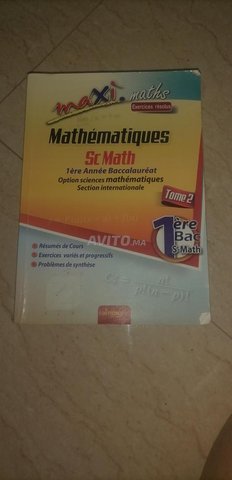 maxi.maths
Exercices résolus
Mathématiques
Sc Math
1ère Année Baccalauréat
Option sciences mathématiques
Section internationale
Tome 2
AVITO.MA
1ère
Bac
S. Math
Résumés de Cours
Exercices variés et progressifs
Problèmes de synthèse